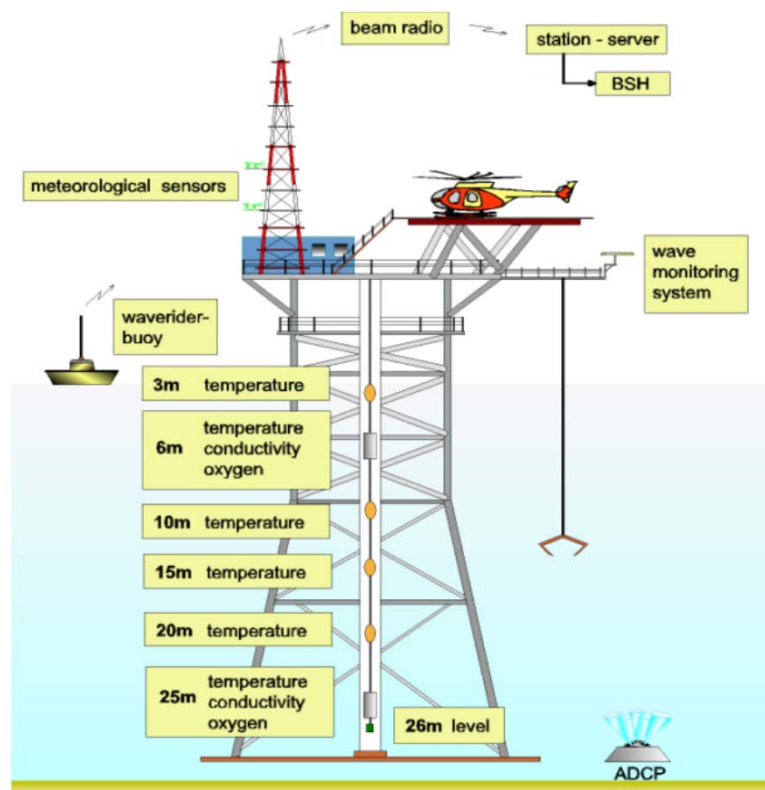 beam radio
station - server
BSH
meteorological sensors
wave
monitoring
system
waverider-
buoy
3m temperature
6m temperature
conductivity
oxygen
10m temperature
15m temperature
20m temperature
25m temperature
conductivity
oxygen
26m level
ADCP